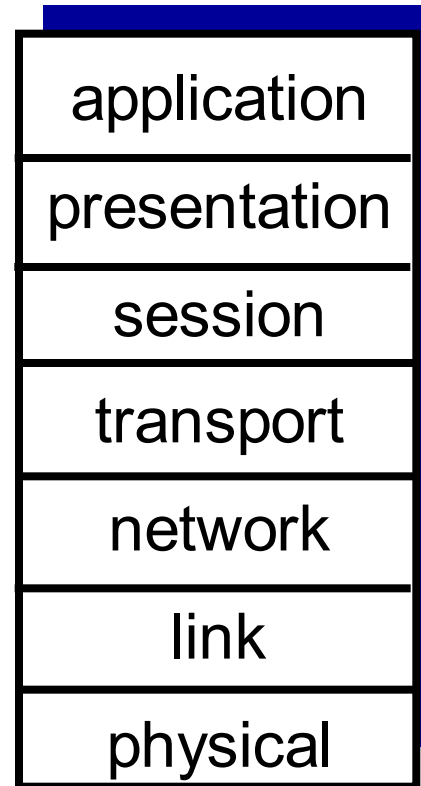 application
presentation
session
transport
network
link
physical